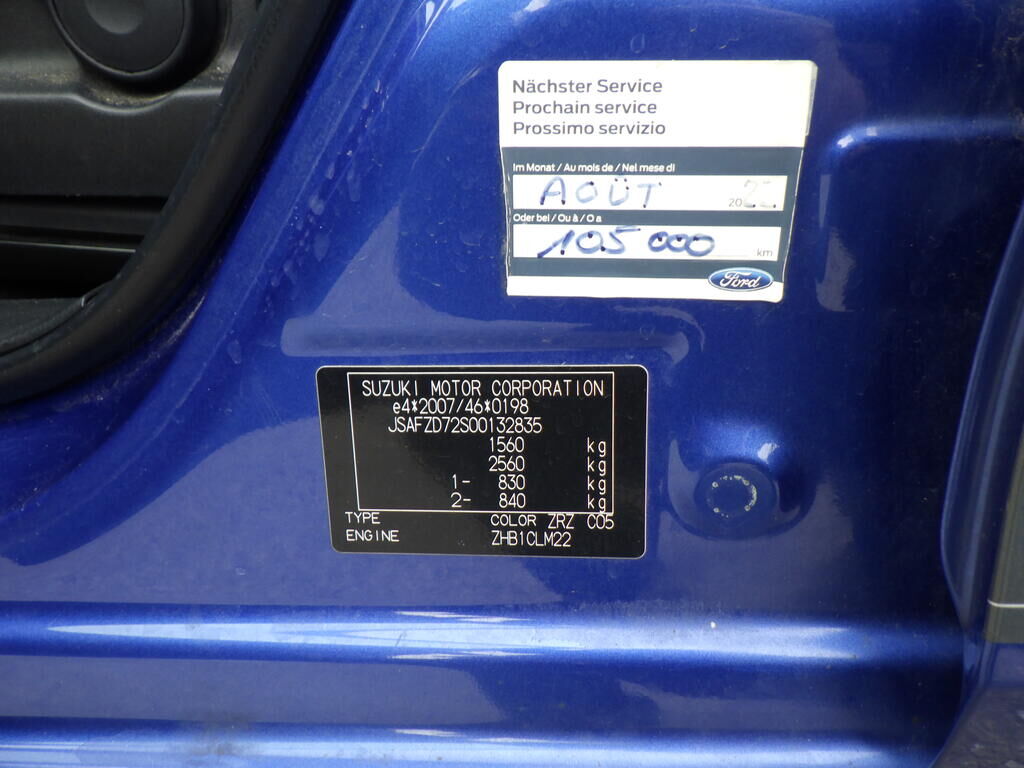 Nächster Service
Prochain service
Prossimo servizio
Im Monat / Au mois de / Nel mese di
AOÛT 2022
Oder bei / Ou à / O a
105 000 km
Ford
SUZUKI MOTOR CORPORATION
e4*2007/46*0198
JSAFZD72S00132835
1560 kg
2560 kg
1- 830 kg
2- 840 kg
TYPE COLOR ZRZ C05
ENGINE ZHB1CLM22